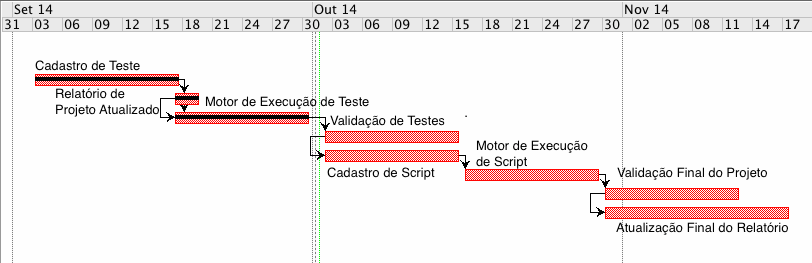 Set 14 Out 14 Nov 14
31 03 06 09 12 15 18 21 24 27 30 03 06 09 12 15 18 21 24 27 30 02 05 08 11 14 17
Cadastro de Teste
Relatório de
Projeto Atualizado
Motor de Execução de Teste
Validação de Testes
Cadastro de Script
Motor de Execução
de Script
Validação Final do Projeto
Atualização Final do Relatório